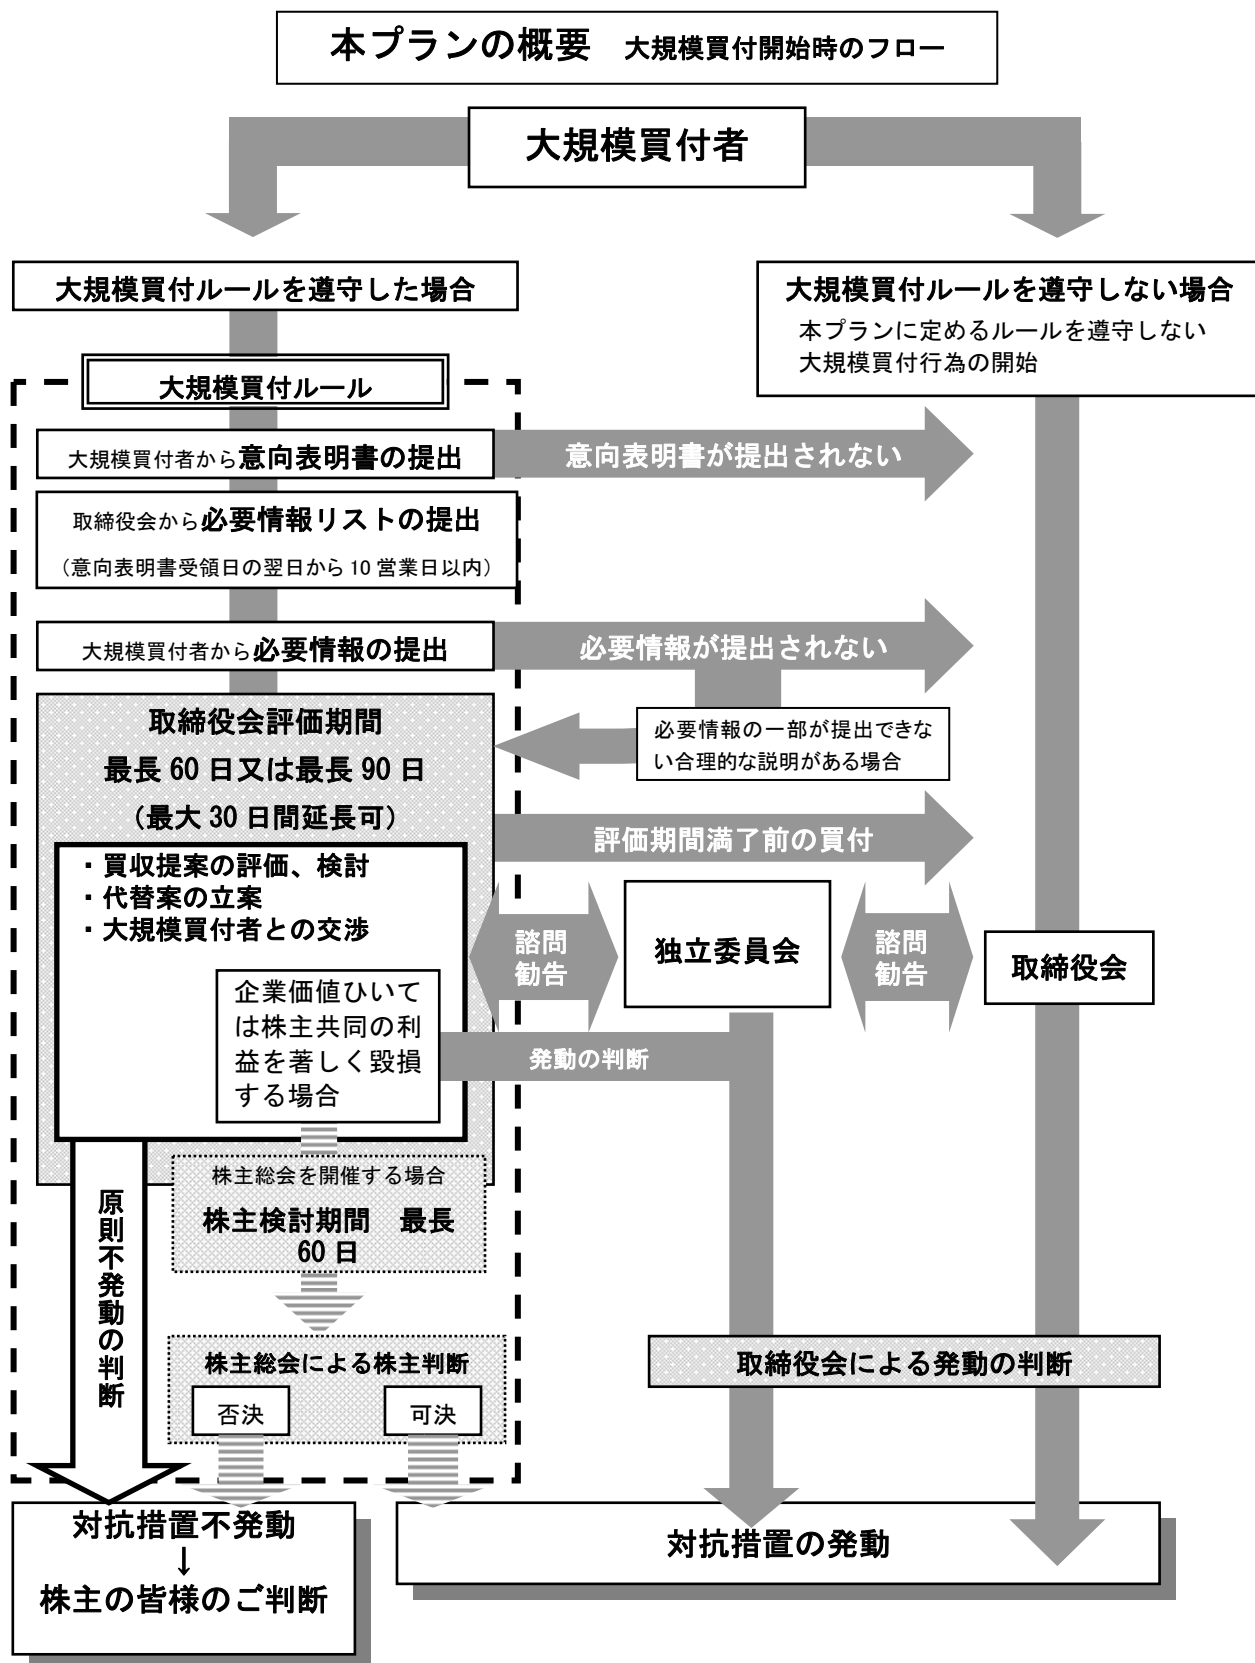 本プランの概要　大規模買付開始時のフロー
大規模買付者
大規模買付ルールを遵守した場合
大規模買付ルールを遵守しない場合
本プランに定めるルールを遵守しない
大規模買付行為の開始
大規模買付ルール
大規模買付者から意向表明書の提出
意向表明書が提出されない
取締役会から必要情報リストの提出
（意向表明書受領日の翌日から 10 営業日以内）
大規模買付者から必要情報の提出
必要情報が提出されない
取締役会評価期間
最長 60 日又は最長 90 日
（最大 30 日間延長可）
必要情報の一部が提出できな
い合理的な説明がある場合
評価期間満了前の買付
・買収提案の評価、検討
・代替案の立案
・大規模買付者との交渉
諮問
勧告
独立委員会
諮問
勧告
取締役会
企業価値ひいて
は株主共同の利
益を著しく毀損
する場合
発動の判断
株主総会を開催する場合
株主検討期間　最長
60 日
原則不発動の判断
株主総会による株主判断
否決
可決
取締役会による発動の判断
対抗措置不発動
↓
株主の皆様のご判断
対抗措置の発動